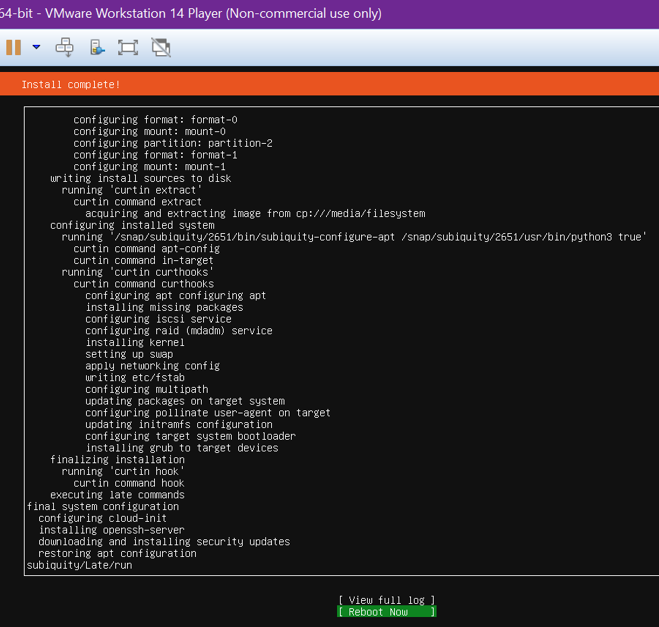 64-bit - VMware Workstation 14 Player (Non-commercial use only)
Install complete!
configuring format: format-0
configuring mount: mount-0
configuring partition: partition-2
configuring format: format-1
configuring mount: mount-1
writing install sources to disk
running 'curtin extract'
curtin command extract
acquiring and extracting image from cp:///media/filesystem
configuring installed system
running '/snap/subiquity/2651/bin/subiquity-configure-apt /snap/subiquity/2651/usr/bin/python3 true'
curtin command apt-config
curtin command in-target
running 'curtin curthooks'
curtin command curthooks
configuring apt configuring apt
installing missing packages
configuring iscsi service
configuring raid (mdadm) service
installing kernel
setting up swap
apply networking config
writing etc/fstab
configuring multipath
updating packages on target system
configuring pollinate user-agent on target
updating initramfs configuration
configuring target system bootloader
installing grub to target devices
finalizing installation
running 'curtin hook'
curtin command hook
executing late commands
final system configuration
configuring cloud-init
installing openssh-server
downloading and installing security updates
restoring apt configuration
subiquity/Late/run
[ View full log ]
[ Reboot Now ]